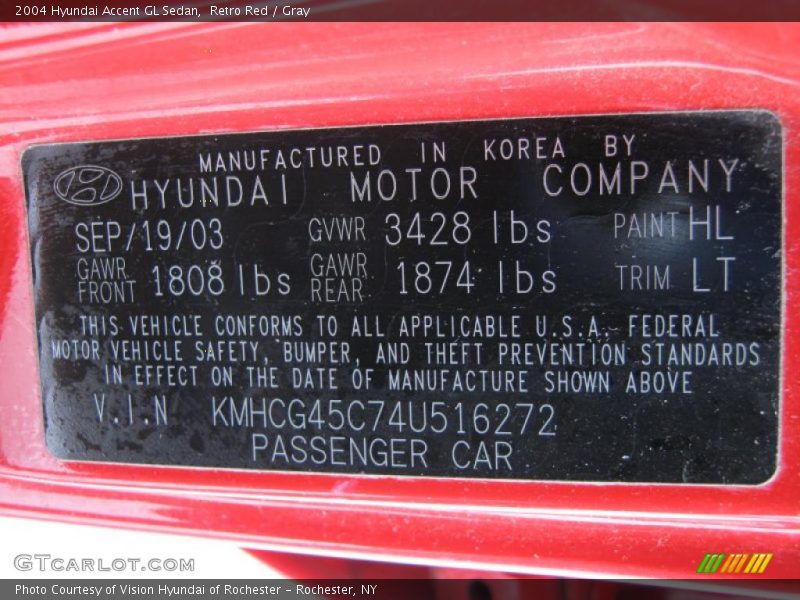 2004 Hyundai Accent GL Sedan,  Retro Red / Gray
MANUFACTURED IN KOREA BY
HYUNDAI MOTOR COMPANY
SEP/19/03 GVWR 3428 lbs PAINT HL
GAWR FRONT 1808 lbs GAWR REAR 1874 lbs TRIM LT
THIS VEHICLE CONFORMS TO ALL APPLICABLE U.S.A. FEDERAL
MOTOR VEHICLE SAFETY, BUMPER, AND THEFT PREVENTION STANDARDS
IN EFFECT ON THE DATE OF MANUFACTURE SHOWN ABOVE
V.I.N KMHCG45C74U516272
PASSENGER CAR
GTCarlot.com
Photo Courtesy of Vision Hyundai of Rochester – Rochester, NY